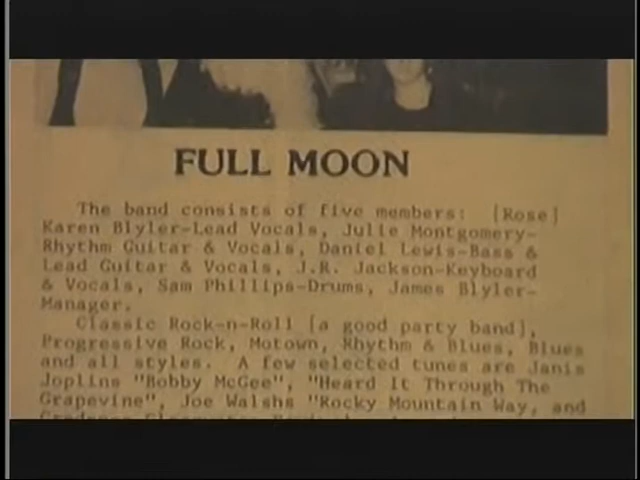 FULL MOON
The band consists of five members: [Rose]
Karen Blyler-Lead Vocals, Julie Montgomery-
Rhythm Guitar & Vocals, Daniel Lewis-Bass &
Lead Guitar & Vocals, J.R. Jackson-Keyboard
& Vocals, Sam Phillips-Drums, James Blyler-
Manager.
Classic Rock-n-Roll [a good party band],
Progressive Rock, Motown, Rhythm & Blues, Blues
and all styles. A few selected tunes are Janis
Joplins "Bobby McGee", "Heard It Through The
Grapevine", Joe Walshs "Rocky Mountain Way, and